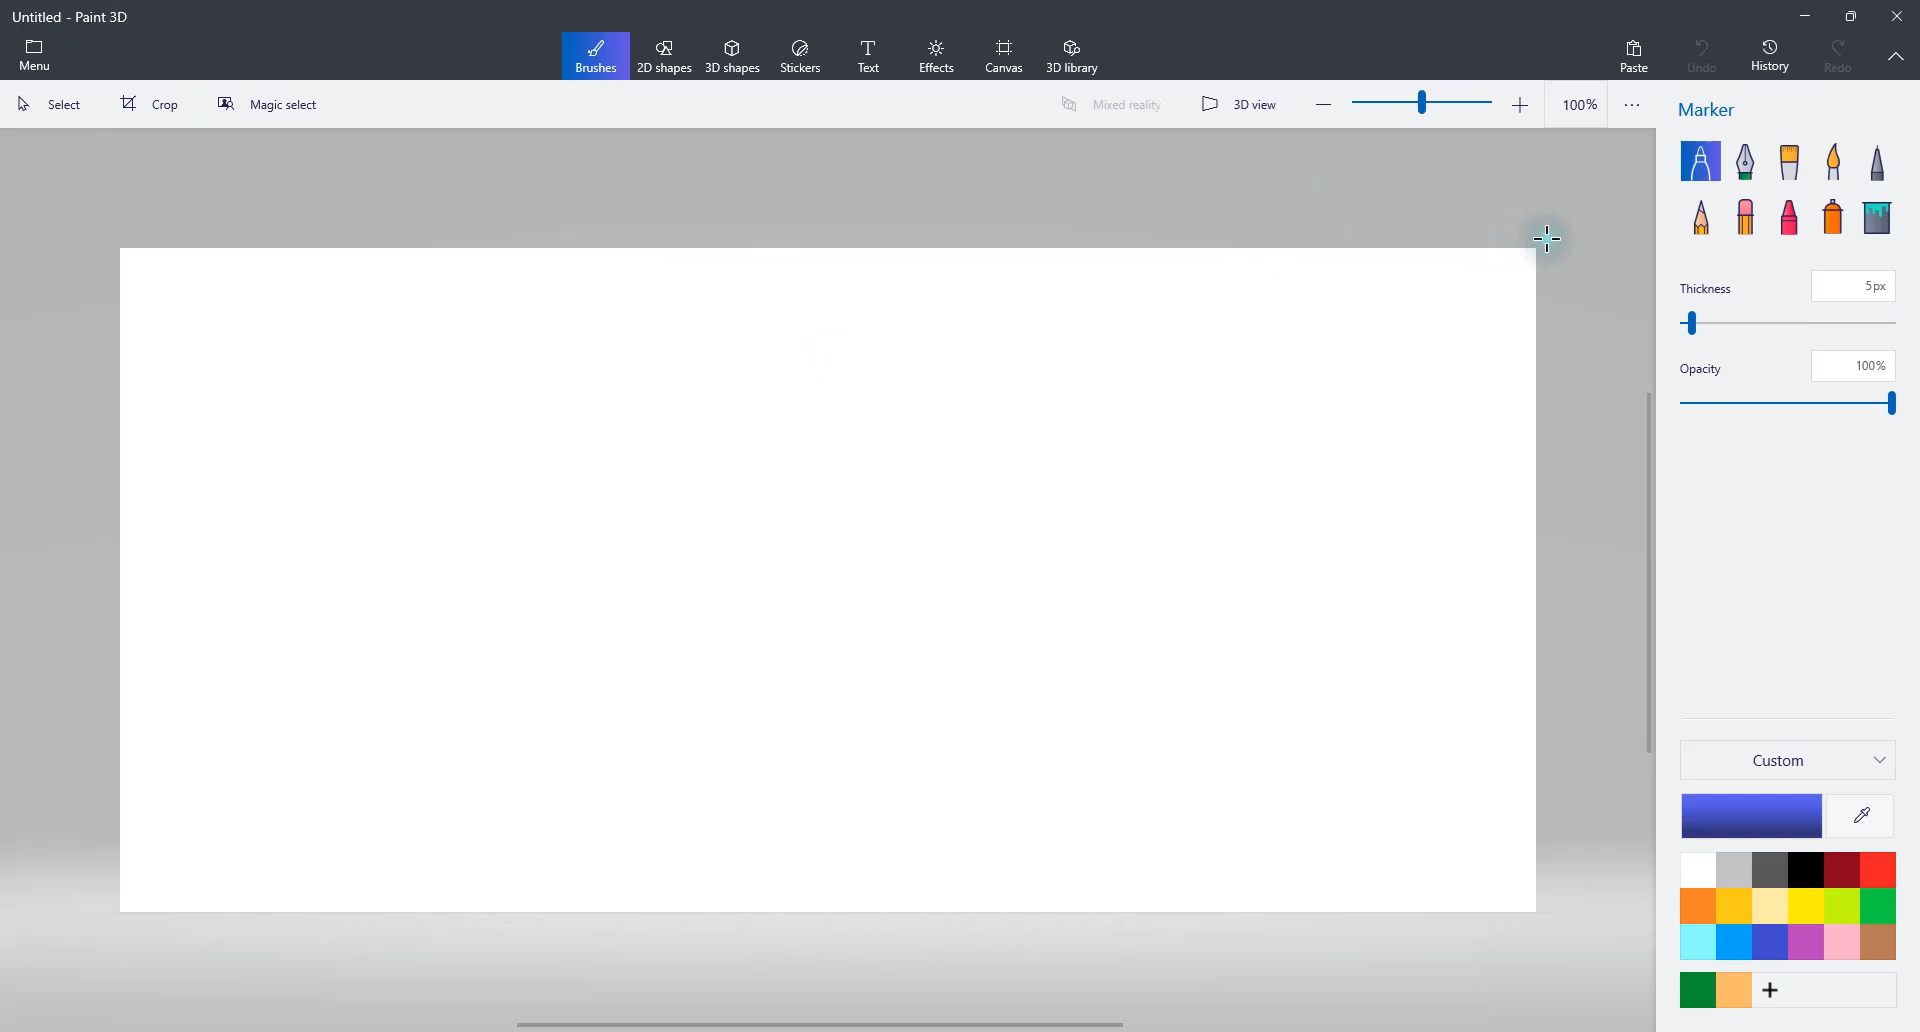 Untitled - Paint 3D
Menu
Brushes 2D shapes 3D shapes Stickers Text Effects Canvas 3D library
Paste Undo History Redo
Select Crop Magic select Mixed reality 3D view 100%
Marker
Thickness 5px
Opacity 100%
Custom